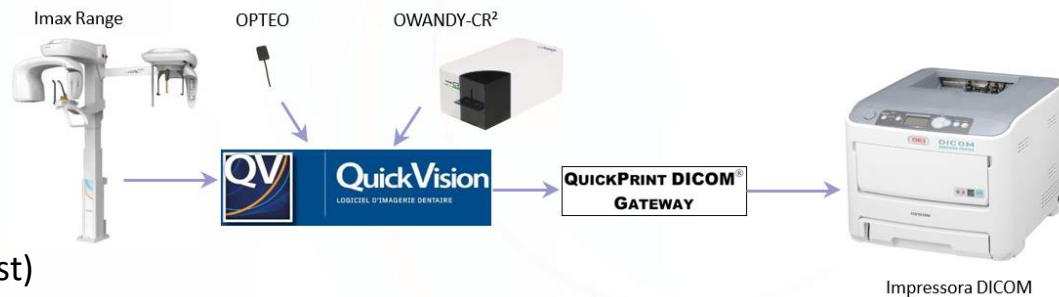 Imax Range
OPTEO
OWANDY-CR²
QV
QuickVision
LOGICIEL D'IMAGERIE DENTAIRE
QUICKPRINT DICOM®
GATEWAY
OKI
DICOM
st)
Impressora DICOM